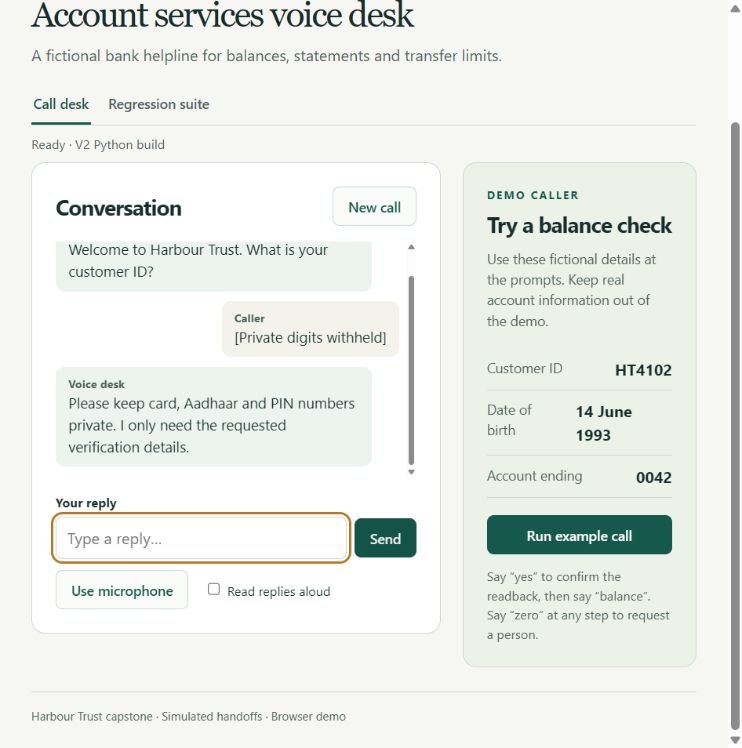 Account services voice desk
A fictional bank helpline for balances, statements and transfer limits.
Call desk
Regression suite
Ready · V2 Python build
Conversation
New call
Welcome to Harbour Trust. What is your
customer ID?
Caller
[Private digits withheld]
Voice desk
Please keep card, Aadhaar and PIN numbers
private. I only need the requested
verification details.
Your reply
Type a reply...
Send
Use microphone
Read replies aloud
DEMO CALLER
Try a balance check
Use these fictional details at
the prompts. Keep real
account information out of
the demo.
Customer ID
HT4102
Date of
birth
14 June
1993
Account ending
0042
Run example call
Say “yes” to confirm the
readback, then say “balance”.
Say “zero” at any step to request
a person.
Harbour Trust capstone · Simulated handoffs · Browser demo